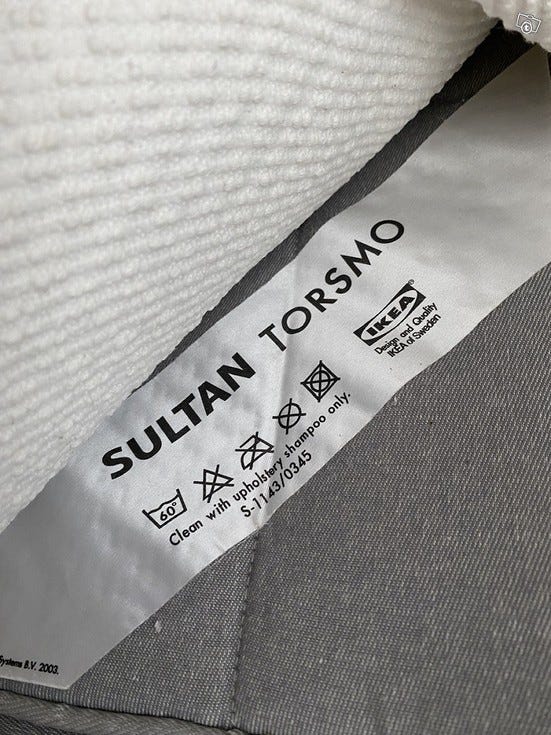 SULTAN TORSMO
IKEA®
Design and Quality
IKEA of Sweden
60°
Clean with upholstery shampoo only.
S-1143/0345
Systems B.V. 2003.